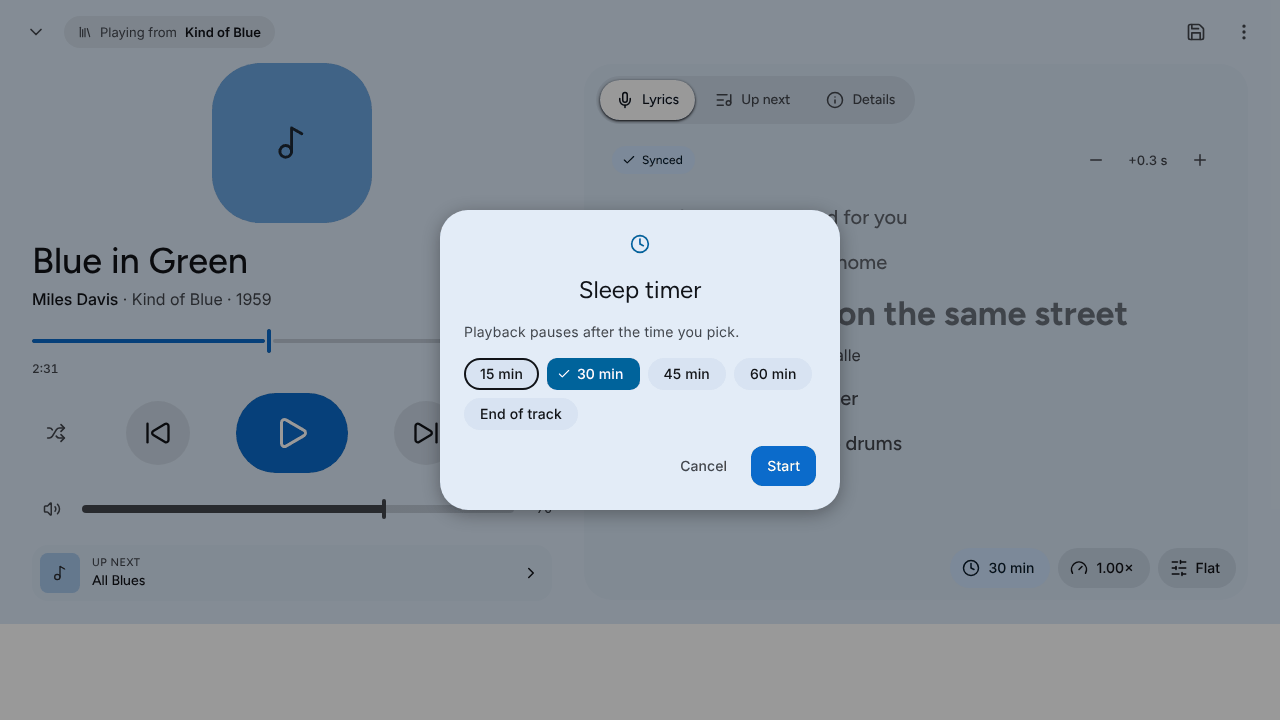 Playing from Kind of Blue
Blue in Green
Miles Davis · Kind of Blue · 1959
2:31
UP NEXT
All Blues
Lyrics
Up next
Details
Synced
+0.3 s
for you
on the same street
drums
30 min
1.00×
Flat
Sleep timer
Playback pauses after the time you pick.
15 min
30 min
45 min
60 min
End of track
Cancel
Start